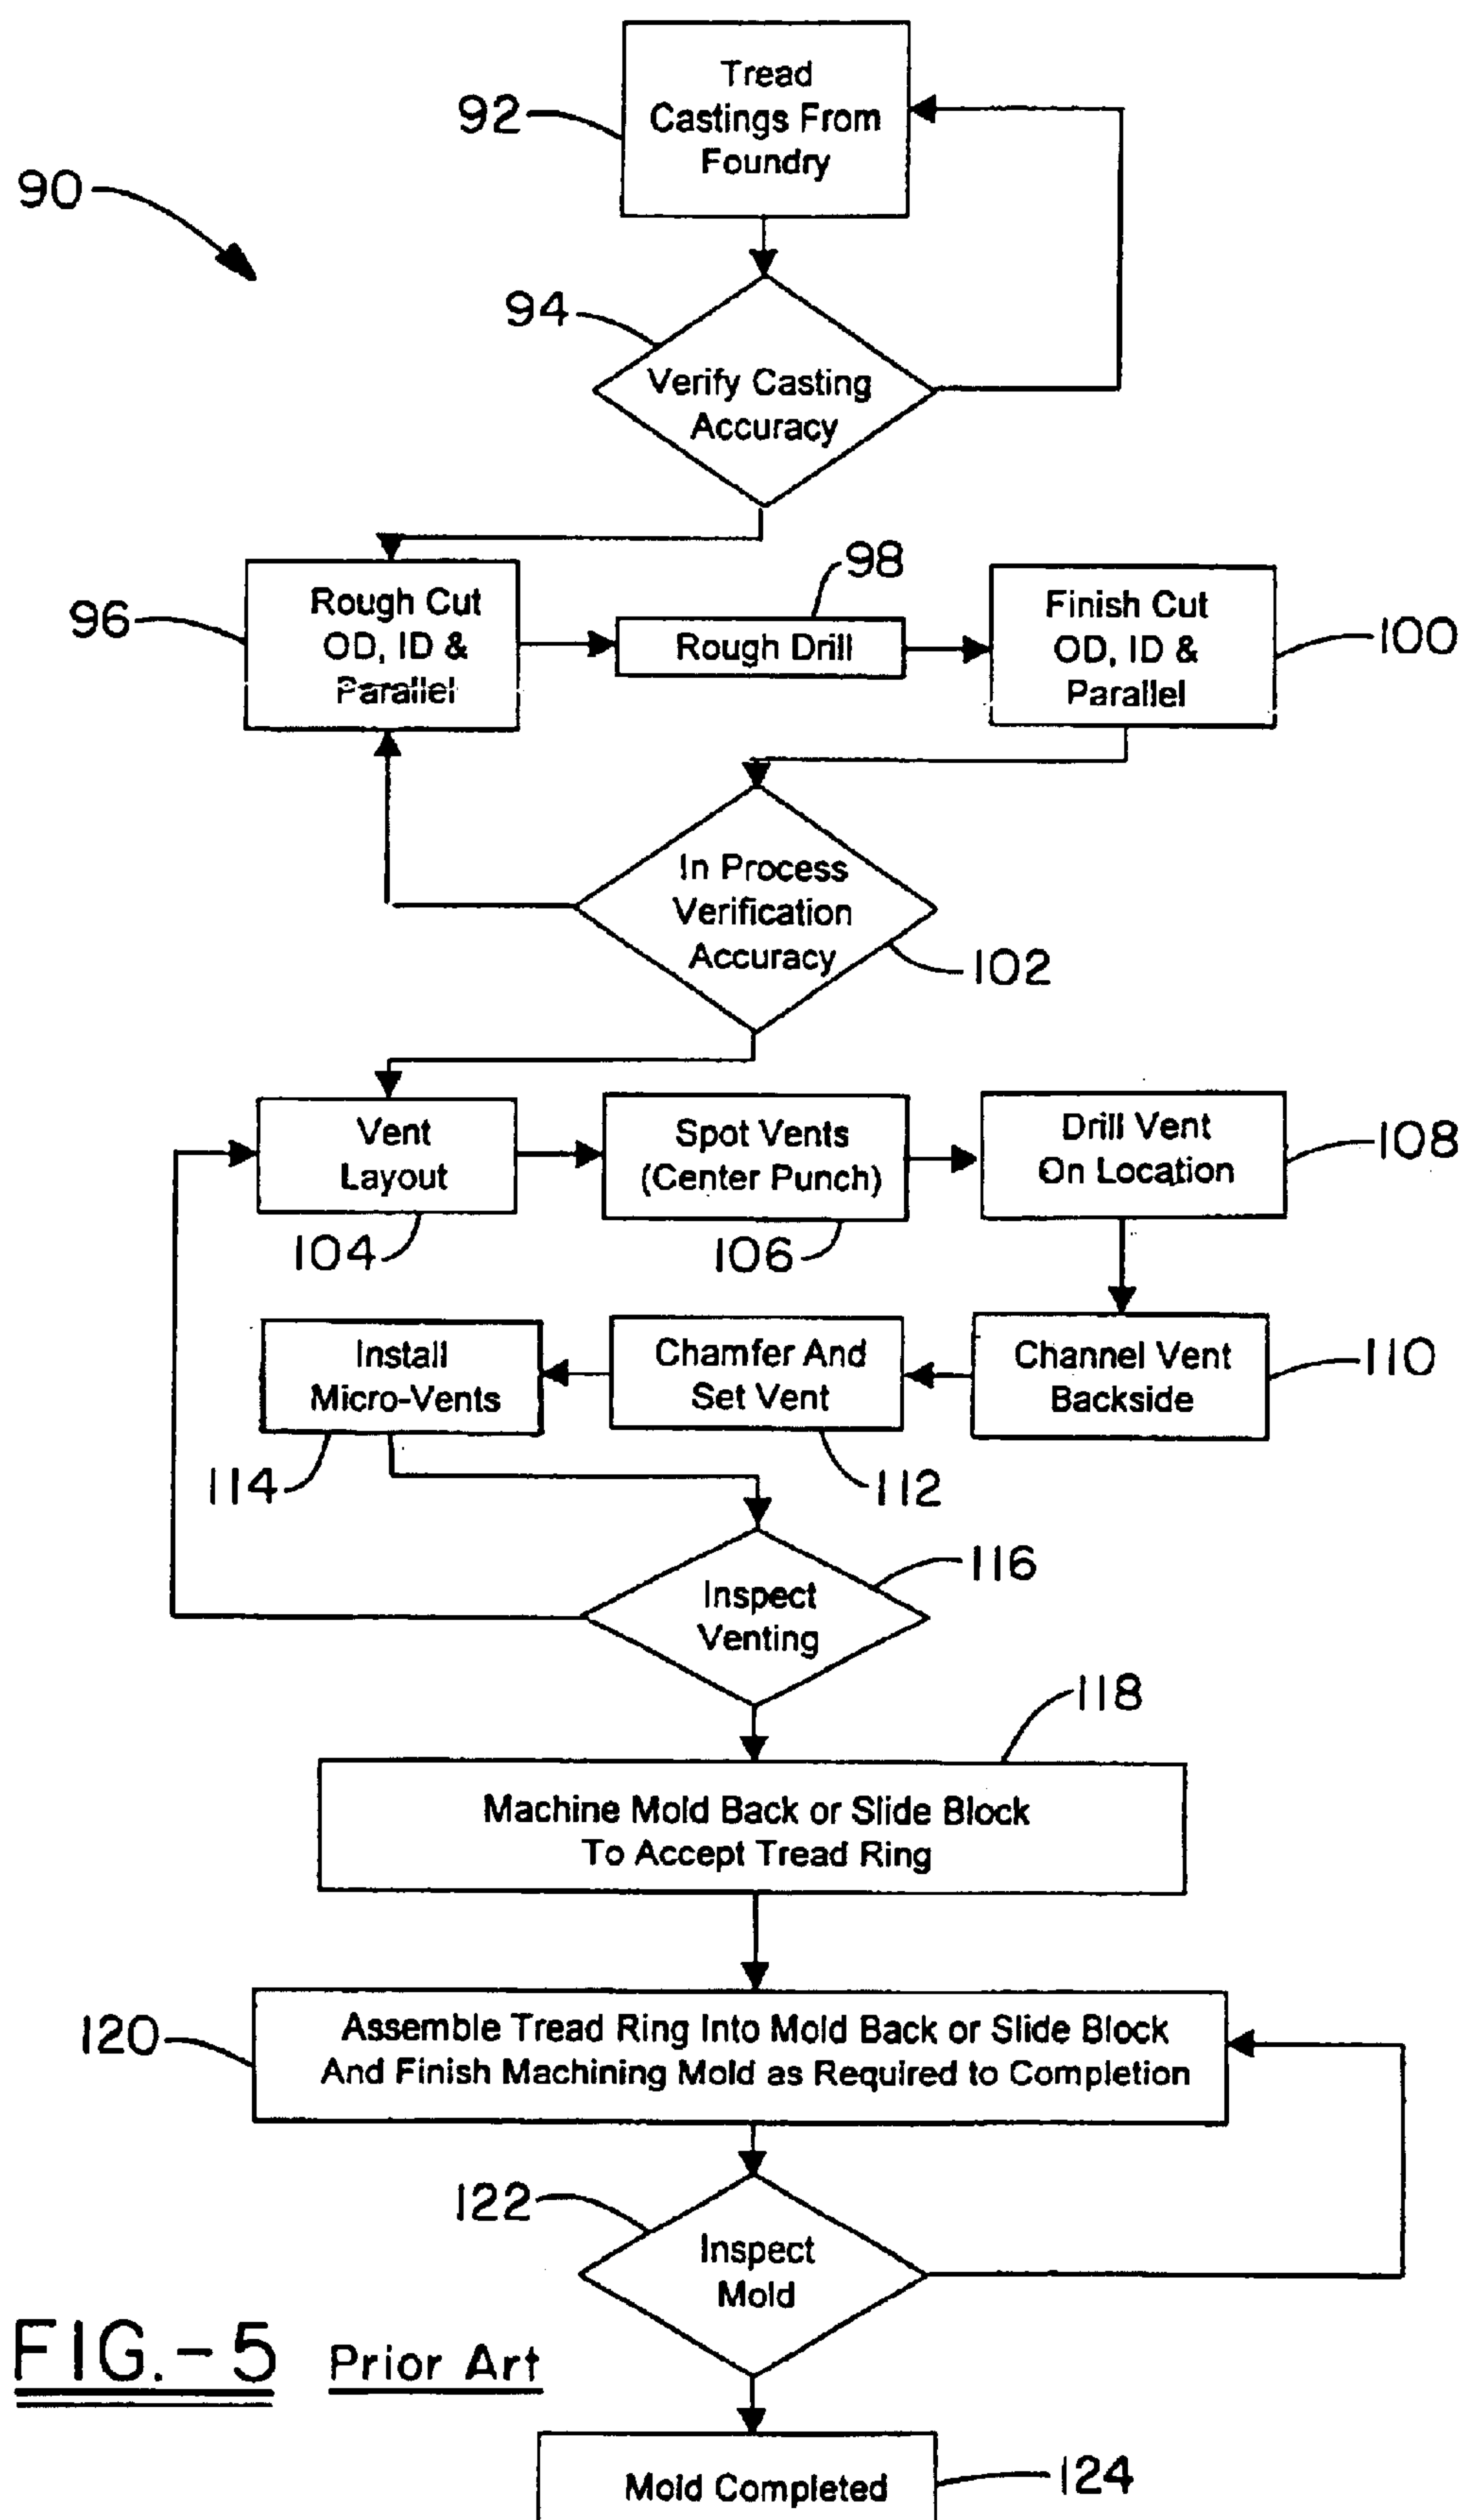 Tread
Castings From
Foundry
92
90
94
Verify Casting
Accuracy
98
Rough Cut
OD, ID &
Parallel
96
Rough Drill
Finish Cut
OD, ID &
Parallel
100
In Process
Verification
Accuracy
102
Vent
Layout
104
Spot Vents
(Center Punch)
106
Drill Vent
On Location
108
Channel Vent
Backside
110
Chamfer And
Set Vent
112
Install
Micro-Vents
114
116
Inspect
Venting
118
Machine Mold Back or Slide Block
To Accept Tread Ring
120
Assemble Tread Ring Into Mold Back or Slide Block
And Finish Machining Mold as Required to Completion
122
Inspect
Mold
FIG.-5 Prior Art
Mold Completed
124